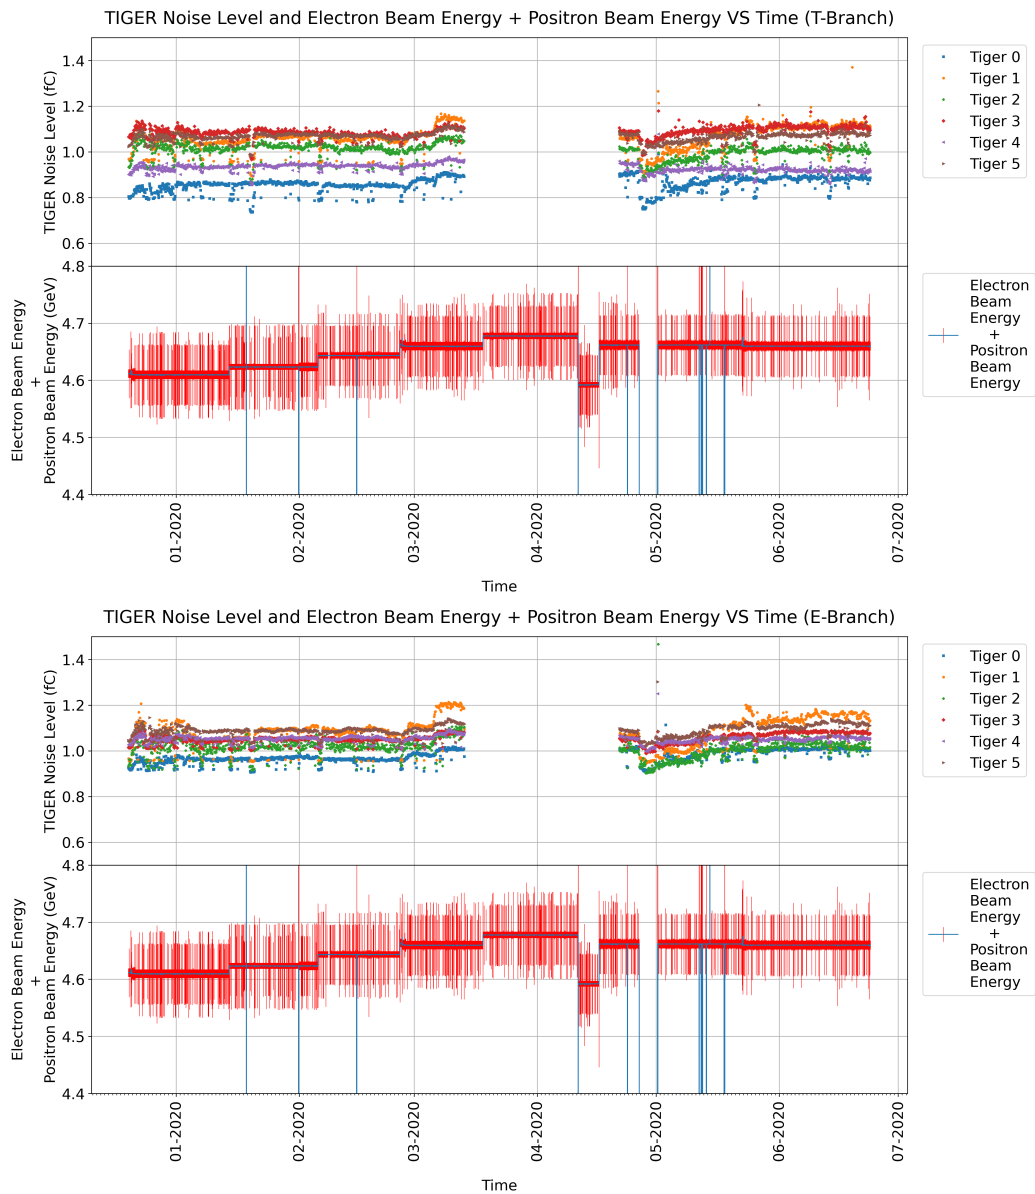 TIGER Noise Level and Electron Beam Energy + Positron Beam Energy VS Time (T-Branch)
TIGER Noise Level (fC)
1.4
1.2
1.0
0.8
0.6
Tiger 0
Tiger 1
Tiger 2
Tiger 3
Tiger 4
Tiger 5
Electron Beam Energy
+
Positron Beam Energy (GeV)
4.8
4.7
4.6
4.5
4.4
Electron
Beam
Energy
+
Positron
Beam
Energy
01-2020
02-2020
03-2020
04-2020
05-2020
06-2020
07-2020
Time
TIGER Noise Level and Electron Beam Energy + Positron Beam Energy VS Time (E-Branch)
TIGER Noise Level (fC)
1.4
1.2
1.0
0.8
0.6
Tiger 0
Tiger 1
Tiger 2
Tiger 3
Tiger 4
Tiger 5
Electron Beam Energy
+
Positron Beam Energy (GeV)
4.8
4.7
4.6
4.5
4.4
Electron
Beam
Energy
+
Positron
Beam
Energy
01-2020
02-2020
03-2020
04-2020
05-2020
06-2020
07-2020
Time